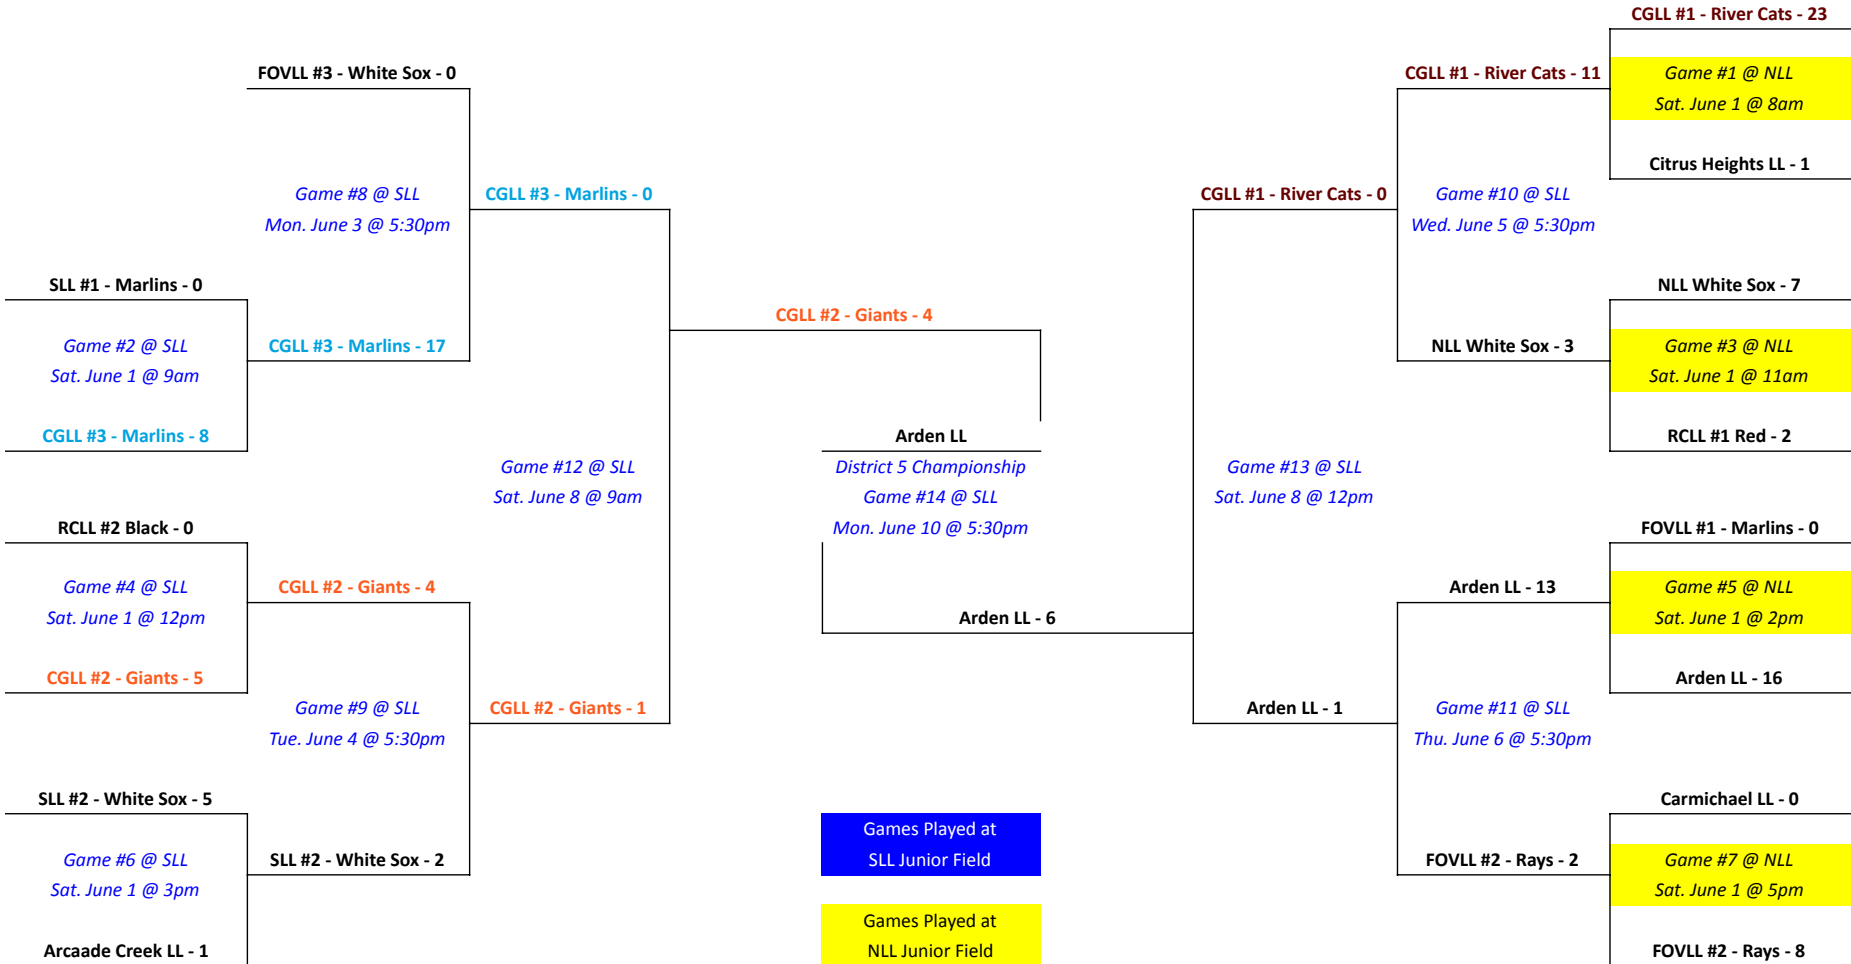 CGLL #1 - River Cats - 23
FOVLL #3 - White Sox - 0
CGLL #1 - River Cats - 11
Game #1 @ NLL
Sat. June 1 @ 8am
Citrus Heights LL - 1
Game #8 @ SLL
Mon. June 3 @ 5:30pm
CGLL #3 - Marlins - 0
CGLL #1 - River Cats - 0
Game #10 @ SLL
Wed. June 5 @ 5:30pm
SLL #1 - Marlins - 0
NLL White Sox - 7
CGLL #2 - Giants - 4
Game #2 @ SLL
Sat. June 1 @ 9am
CGLL #3 - Marlins - 17
NLL White Sox - 3
Game #3 @ NLL
Sat. June 1 @ 11am
CGLL #3 - Marlins - 8
Arden LL
RCLL #1 Red - 2
Game #12 @ SLL
Sat. June 8 @ 9am
District 5 Championship
Game #14 @ SLL
Mon. June 10 @ 5:30pm
Game #13 @ SLL
Sat. June 8 @ 12pm
RCLL #2 Black - 0
FOVLL #1 - Marlins - 0
Game #4 @ SLL
Sat. June 1 @ 12pm
CGLL #2 - Giants - 4
Arden LL - 13
Game #5 @ NLL
Sat. June 1 @ 2pm
Arden LL - 6
CGLL #2 - Giants - 5
Arden LL - 16
Game #9 @ SLL
Tue. June 4 @ 5:30pm
CGLL #2 - Giants - 1
Arden LL - 1
Game #11 @ SLL
Thu. June 6 @ 5:30pm
SLL #2 - White Sox - 5
Carmichael LL - 0
Games Played at
SLL Junior Field
Game #6 @ SLL
Sat. June 1 @ 3pm
SLL #2 - White Sox - 2
FOVLL #2 - Rays - 2
Game #7 @ NLL
Sat. June 1 @ 5pm
Games Played at
NLL Junior Field
Arcaade Creek LL - 1
FOVLL #2 - Rays - 8